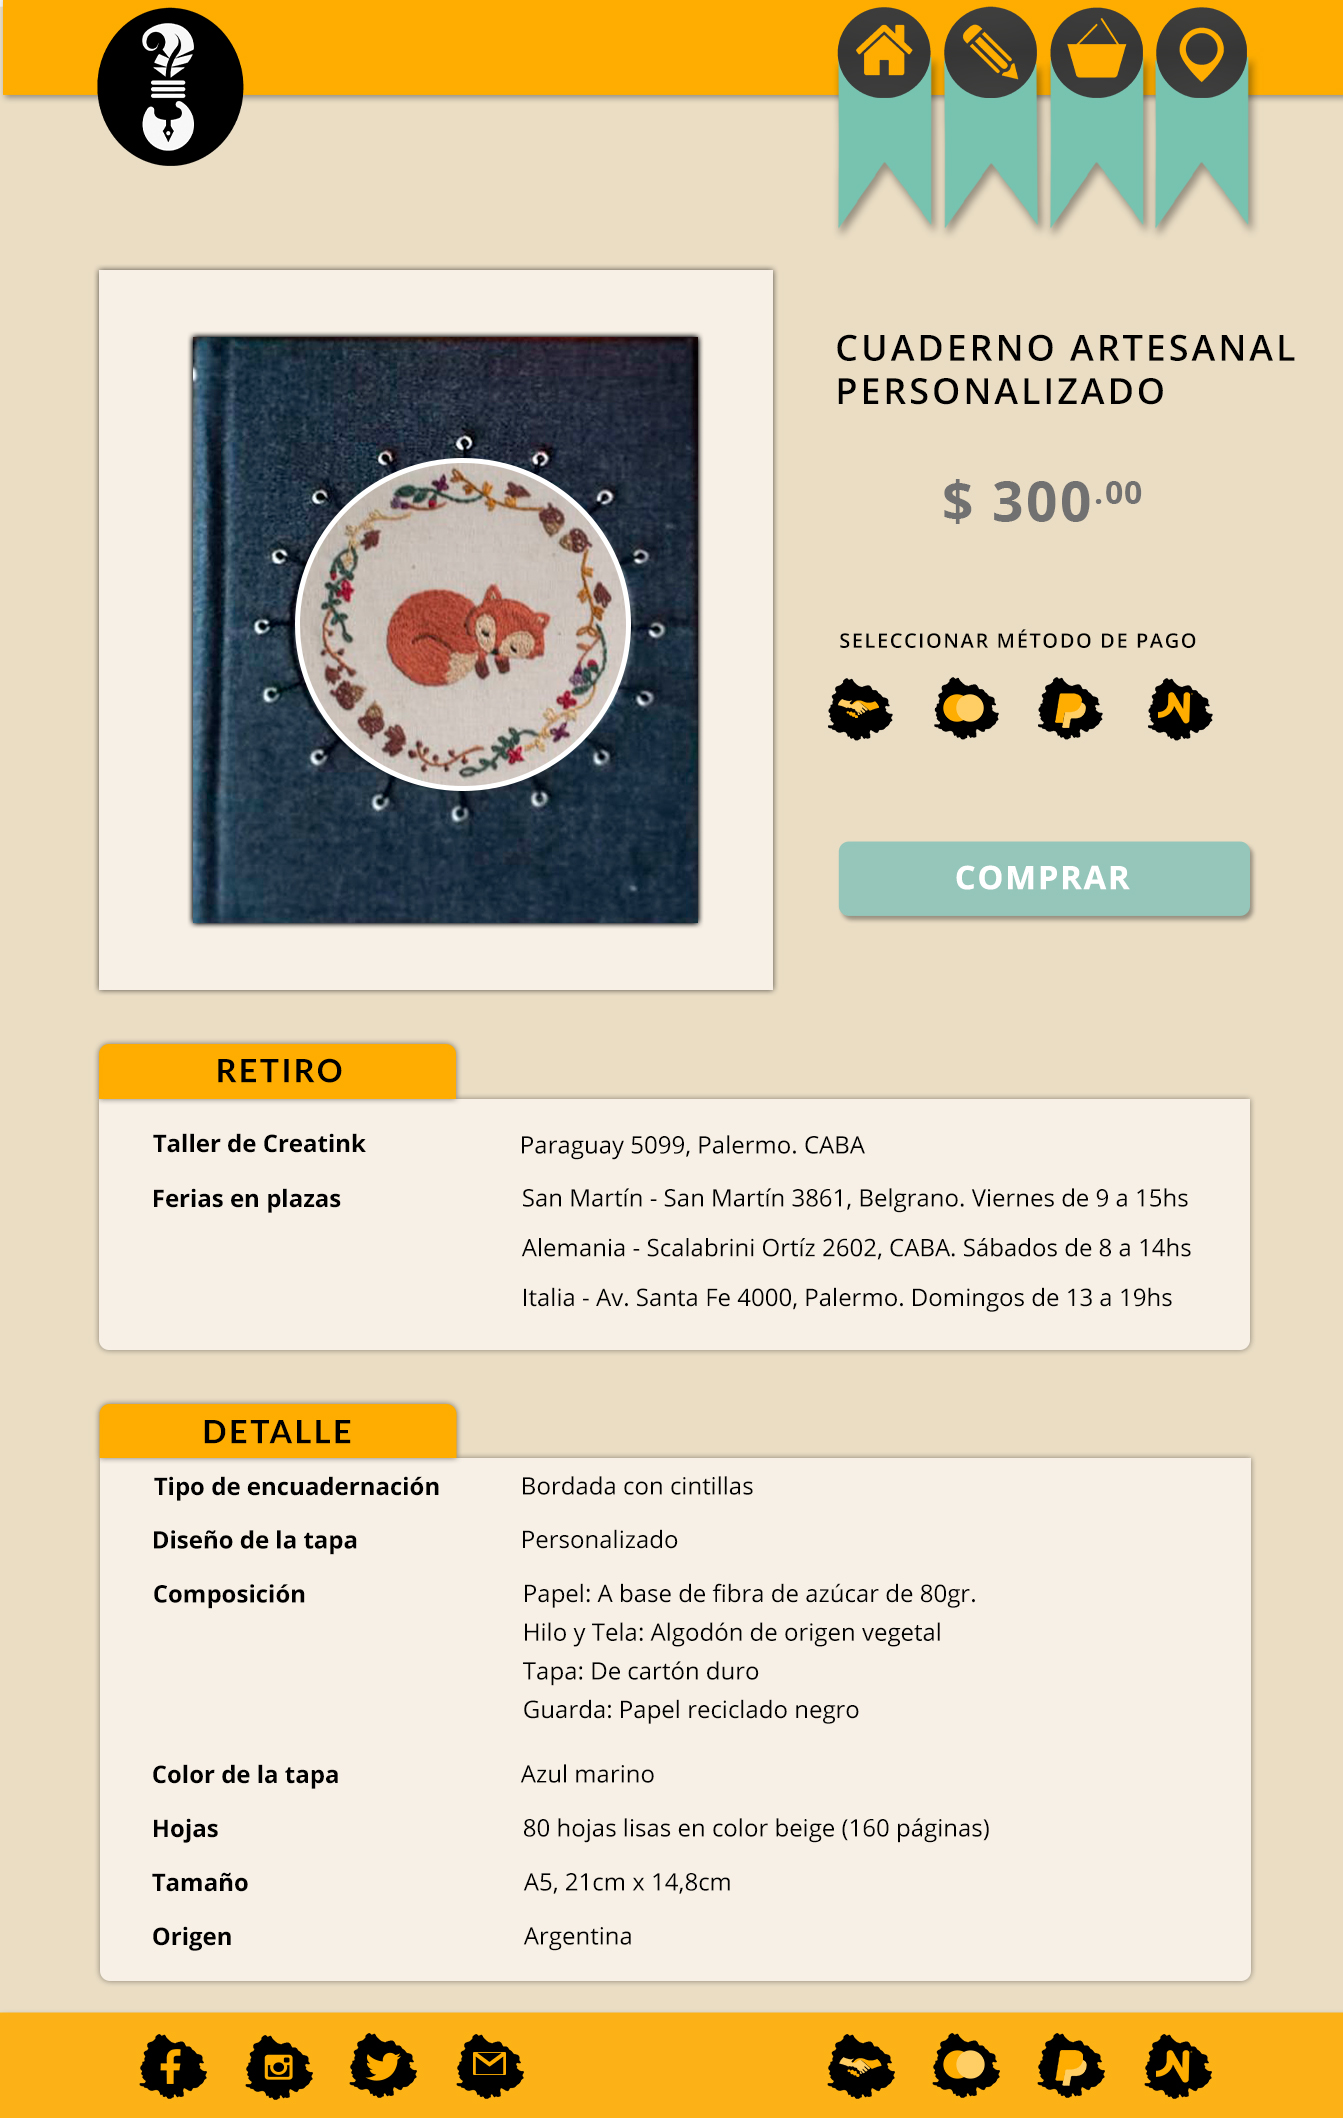 CUADERNO ARTESANAL
PERSONALIZADO
$ 300.00
SELECCIONAR MÉTODO DE PAGO
COMPRAR
RETIRO
Taller de Creatink Paraguay 5099, Palermo. CABA
Ferias en plazas San Martín - San Martín 3861, Belgrano. Viernes de 9 a 15hs
Alemania - Scalabrini Ortíz 2602, CABA. Sábados de 8 a 14hs
Italia - Av. Santa Fe 4000, Palermo. Domingos de 13 a 19hs
DETALLE
Tipo de encuadernación Bordada con cintillas
Diseño de la tapa Personalizado
Composición Papel: A base de fibra de azúcar de 80gr.
Hilo y Tela: Algodón de origen vegetal
Tapa: De cartón duro
Guarda: Papel reciclado negro
Color de la tapa Azul marino
Hojas 80 hojas lisas en color beige (160 páginas)
Tamaño A5, 21cm x 14,8cm
Origen Argentina